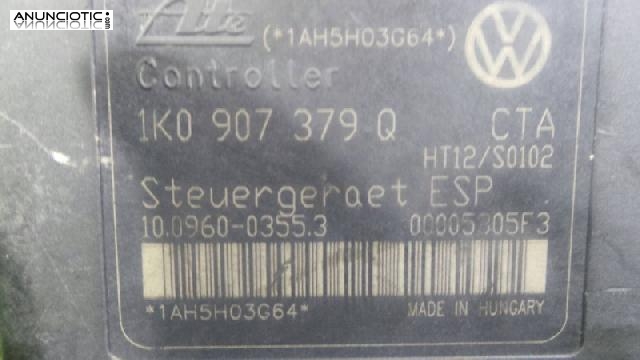 ANUNCIOTIC.com
Ate (*1AH5H03G64*)
Controller
1K0 907 379 Q CTA
HT12/S0102
Steuergeraet ESP
10.0960-0355.3 00005305F3
*1AH5H03G64* MADE IN HUNGARY